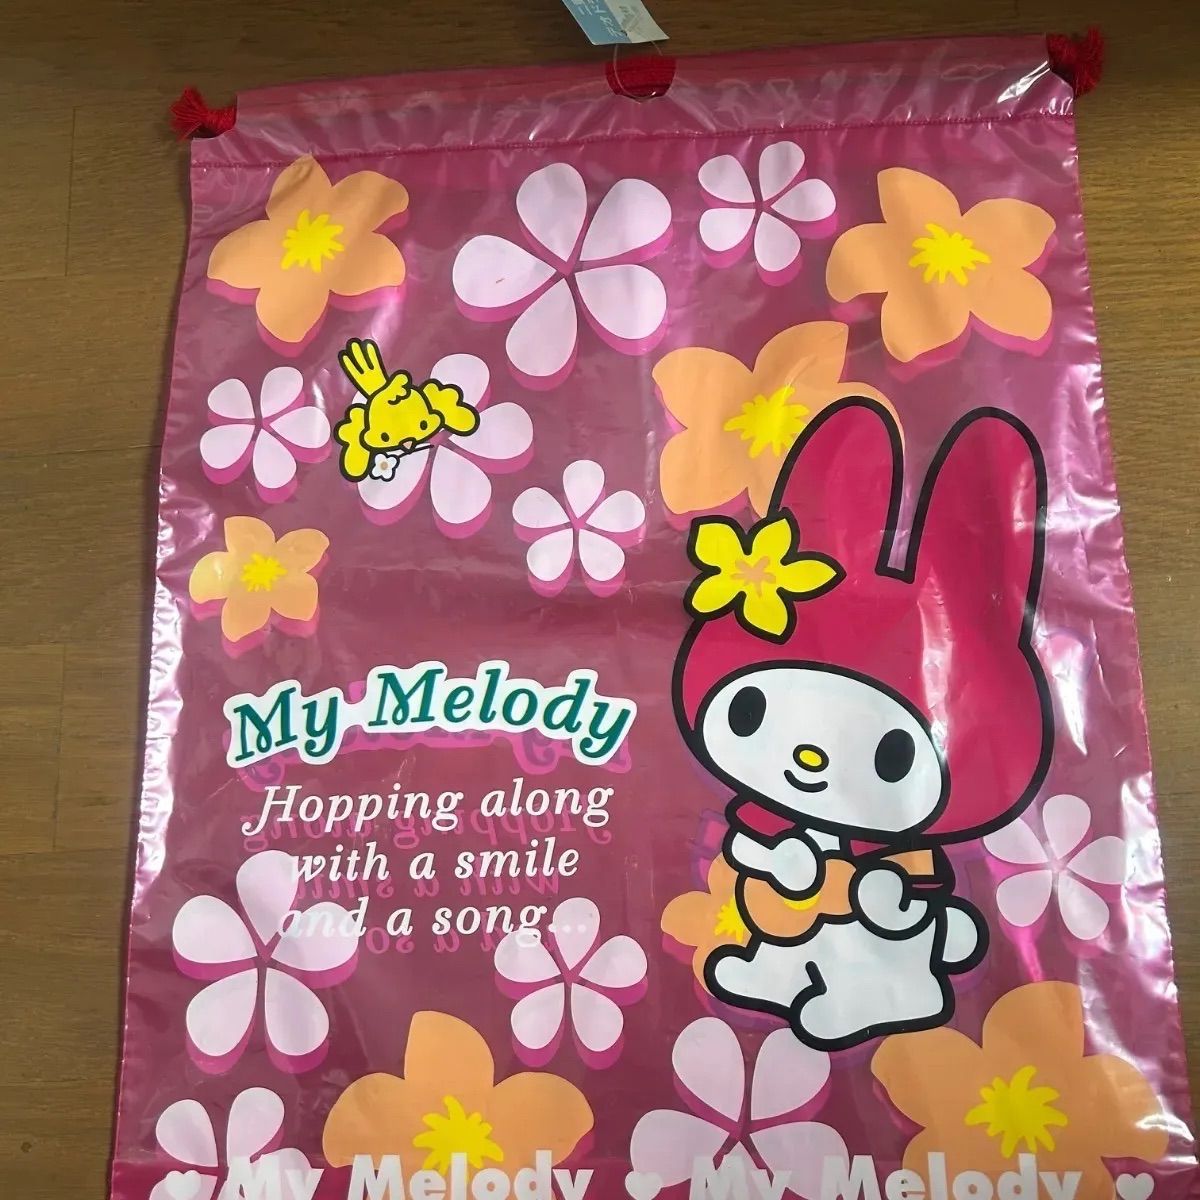 My Melody
Hopping along
with a smile
and a song...
My Melody ♥ My Melody ♥